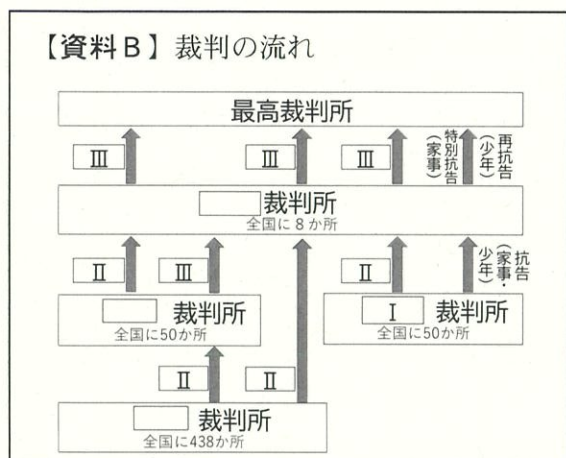 【資料B】裁判の流れ
最高裁判所
Ⅲ
Ⅲ
Ⅲ
特別抗告
(家事)
再抗告
(少年)
裁判所
全国に8か所
Ⅱ
Ⅲ
Ⅱ
抗告
(家事・
少年)
裁判所
全国に50か所
Ⅰ 裁判所
全国に50か所
Ⅱ
Ⅱ
裁判所
全国に438か所